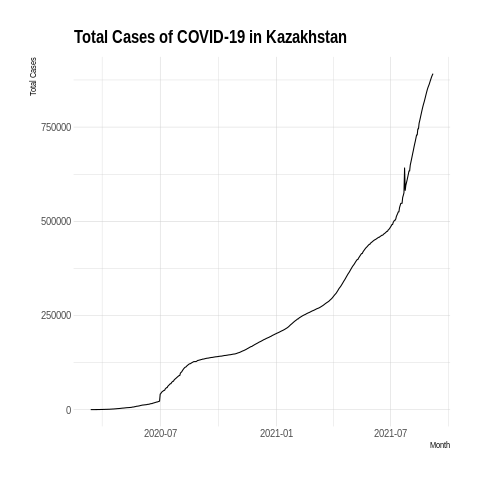 Total Cases of COVID-19 in Kazakhstan
Total Cases
750000
500000
250000
0
2020-07
2021-01
2021-07
Month